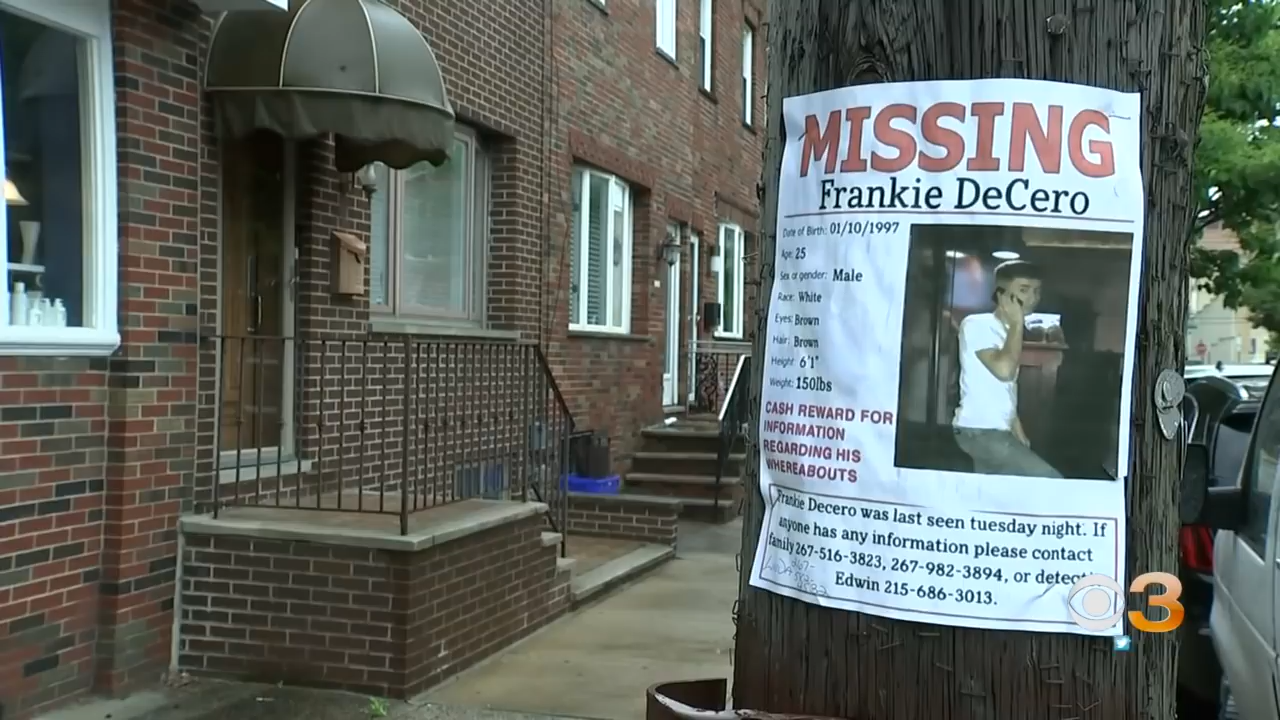 MISSING
Frankie DeCero
Date of Birth: 01/10/1997
Age: 25
Sex or gender: Male
Race: White
Eyes: Brown
Hair: Brown
Height: 6'1"
Weight: 150lbs
CASH REWARD FOR
INFORMATION
REGARDING HIS
WHEREABOUTS
Frankie Decero was last seen tuesday night. If
anyone has any information please contact
family 267-516-3823, 267-982-3894, or
Edwin 215-686-3013.
3